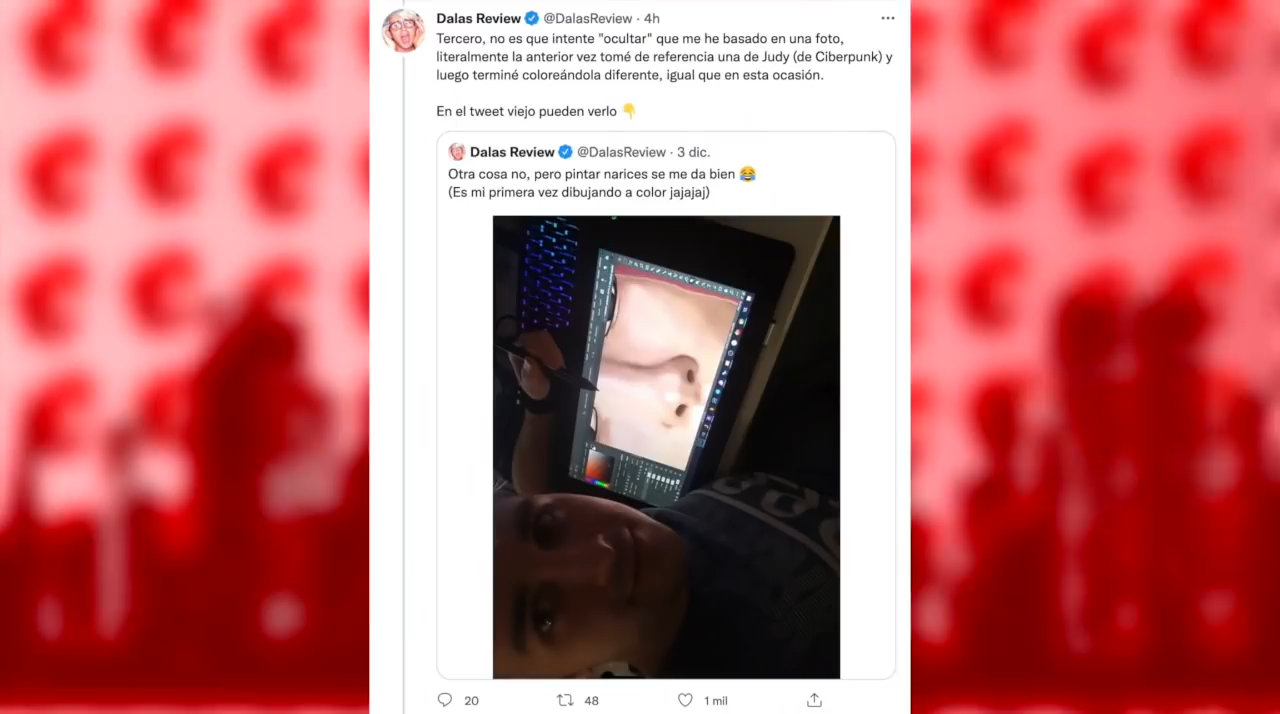 Dalas Review @DalasReview · 4h
Tercero, no es que intente "ocultar" que me he basado en una foto,
literalmente la anterior vez tomé de referencia una de Judy (de Ciberpunk) y
luego terminé coloreándola diferente, igual que en esta ocasión.
En el tweet viejo pueden verlo 👇
Dalas Review @DalasReview · 3 dic.
Otra cosa no, pero pintar narices se me da bien 😂
(Es mi primera vez dibujando a color jajajaj)
20 48 1 mil